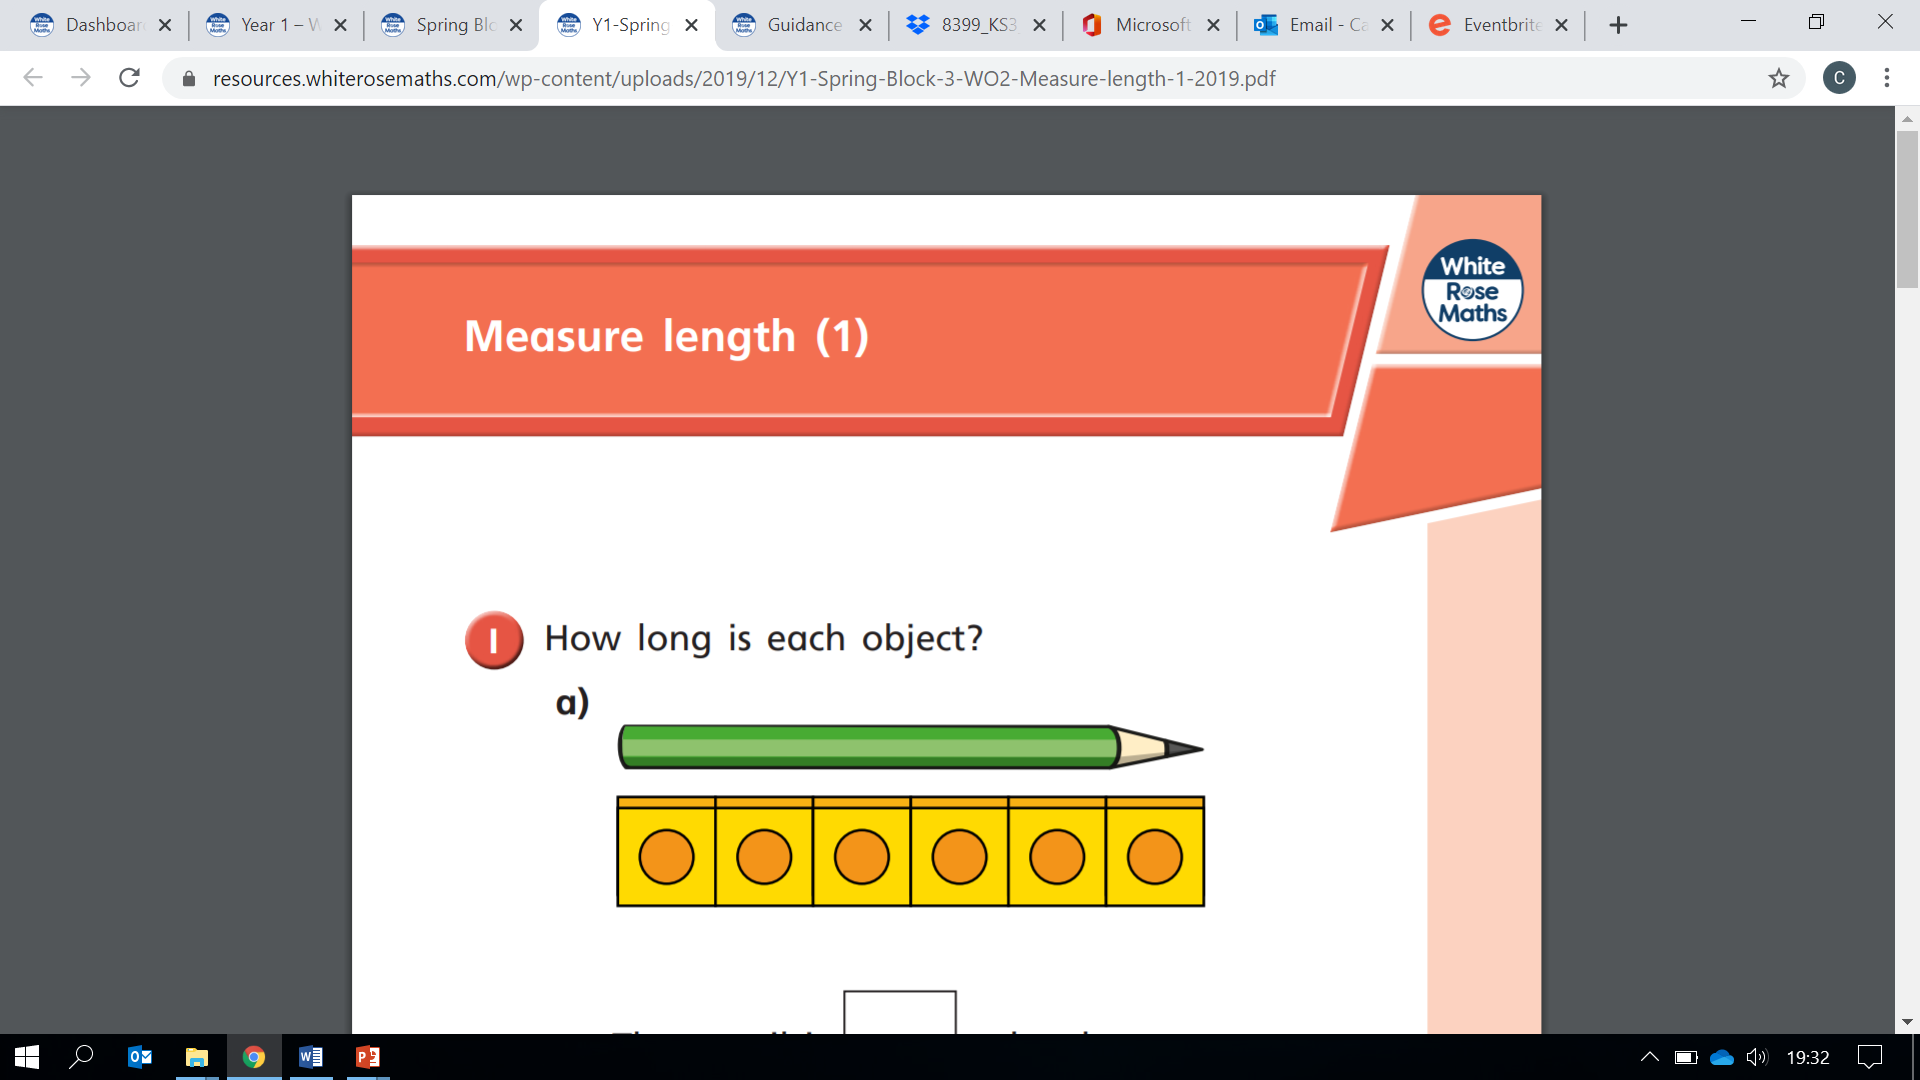 Dashboar
Year 1 – W
Spring Blo
Y1-Spring
Guidance
8399_KS3
Microsoft
Email - Ca
Eventbrite
resources.whiterosemaths.com/wp-content/uploads/2019/12/Y1-Spring-Block-3-WO2-Measure-length-1-2019.pdf
C
White
Rose
Maths
Measure length (1)
1 How long is each object?
a)
19:32